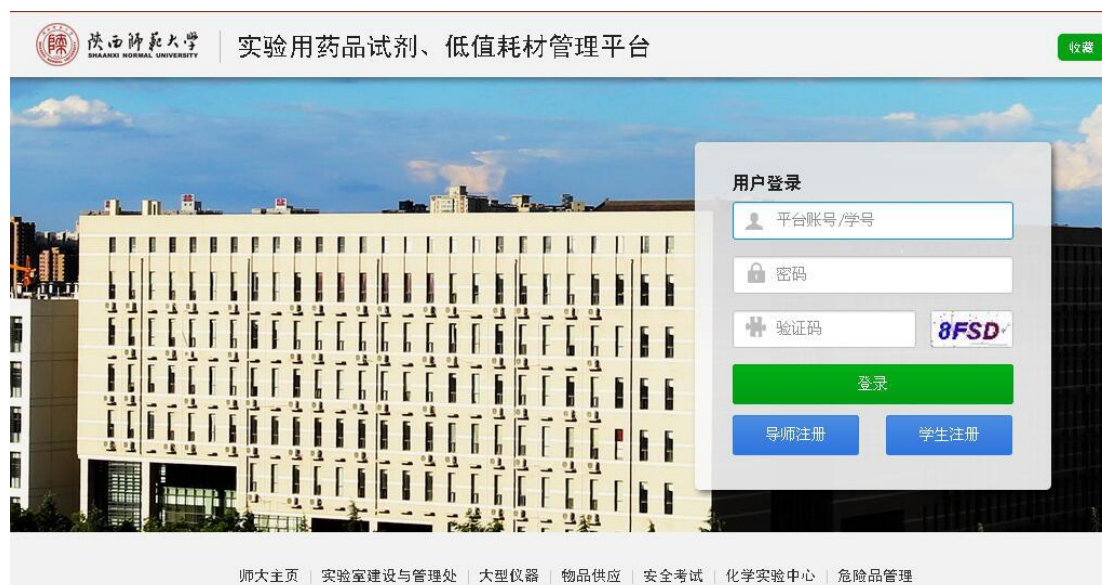 陕西师范大学
SHAANXI NORMAL UNIVERSITY
实验用药品试剂、低值耗材管理平台
收藏
用户登录
平台账号/学号
密码
验证码
8FSD
登录
导师注册 学生注册
师大主页 | 实验室建设与管理处 | 大型仪器 | 物品供应 | 安全考试 | 化学实验中心 | 危险品管理